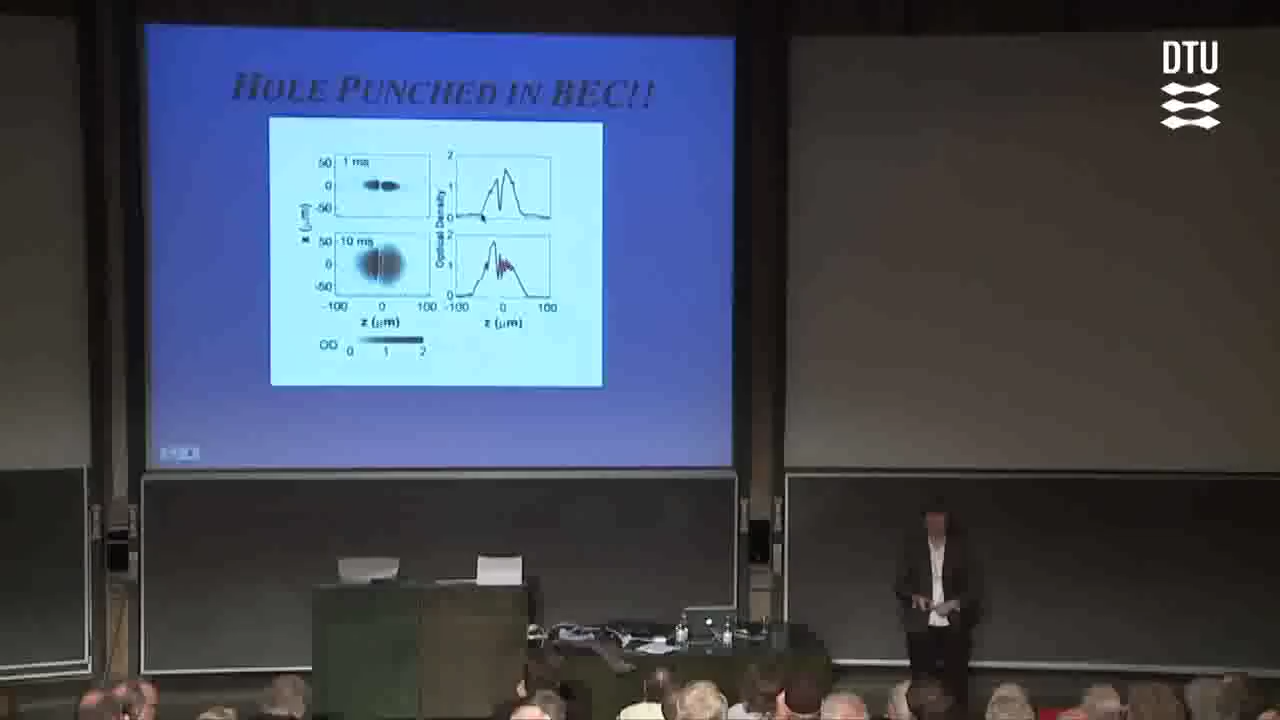 DTU
HOLE PUNCHED IN BEC!!
50
1 ms
0
-50
2
1
0
x (μm)
Optical Density
50
10 ms
0
-50
2
1
0
-100 0 100
-100 0 100
z (μm)
z (μm)
OD
0 1 2